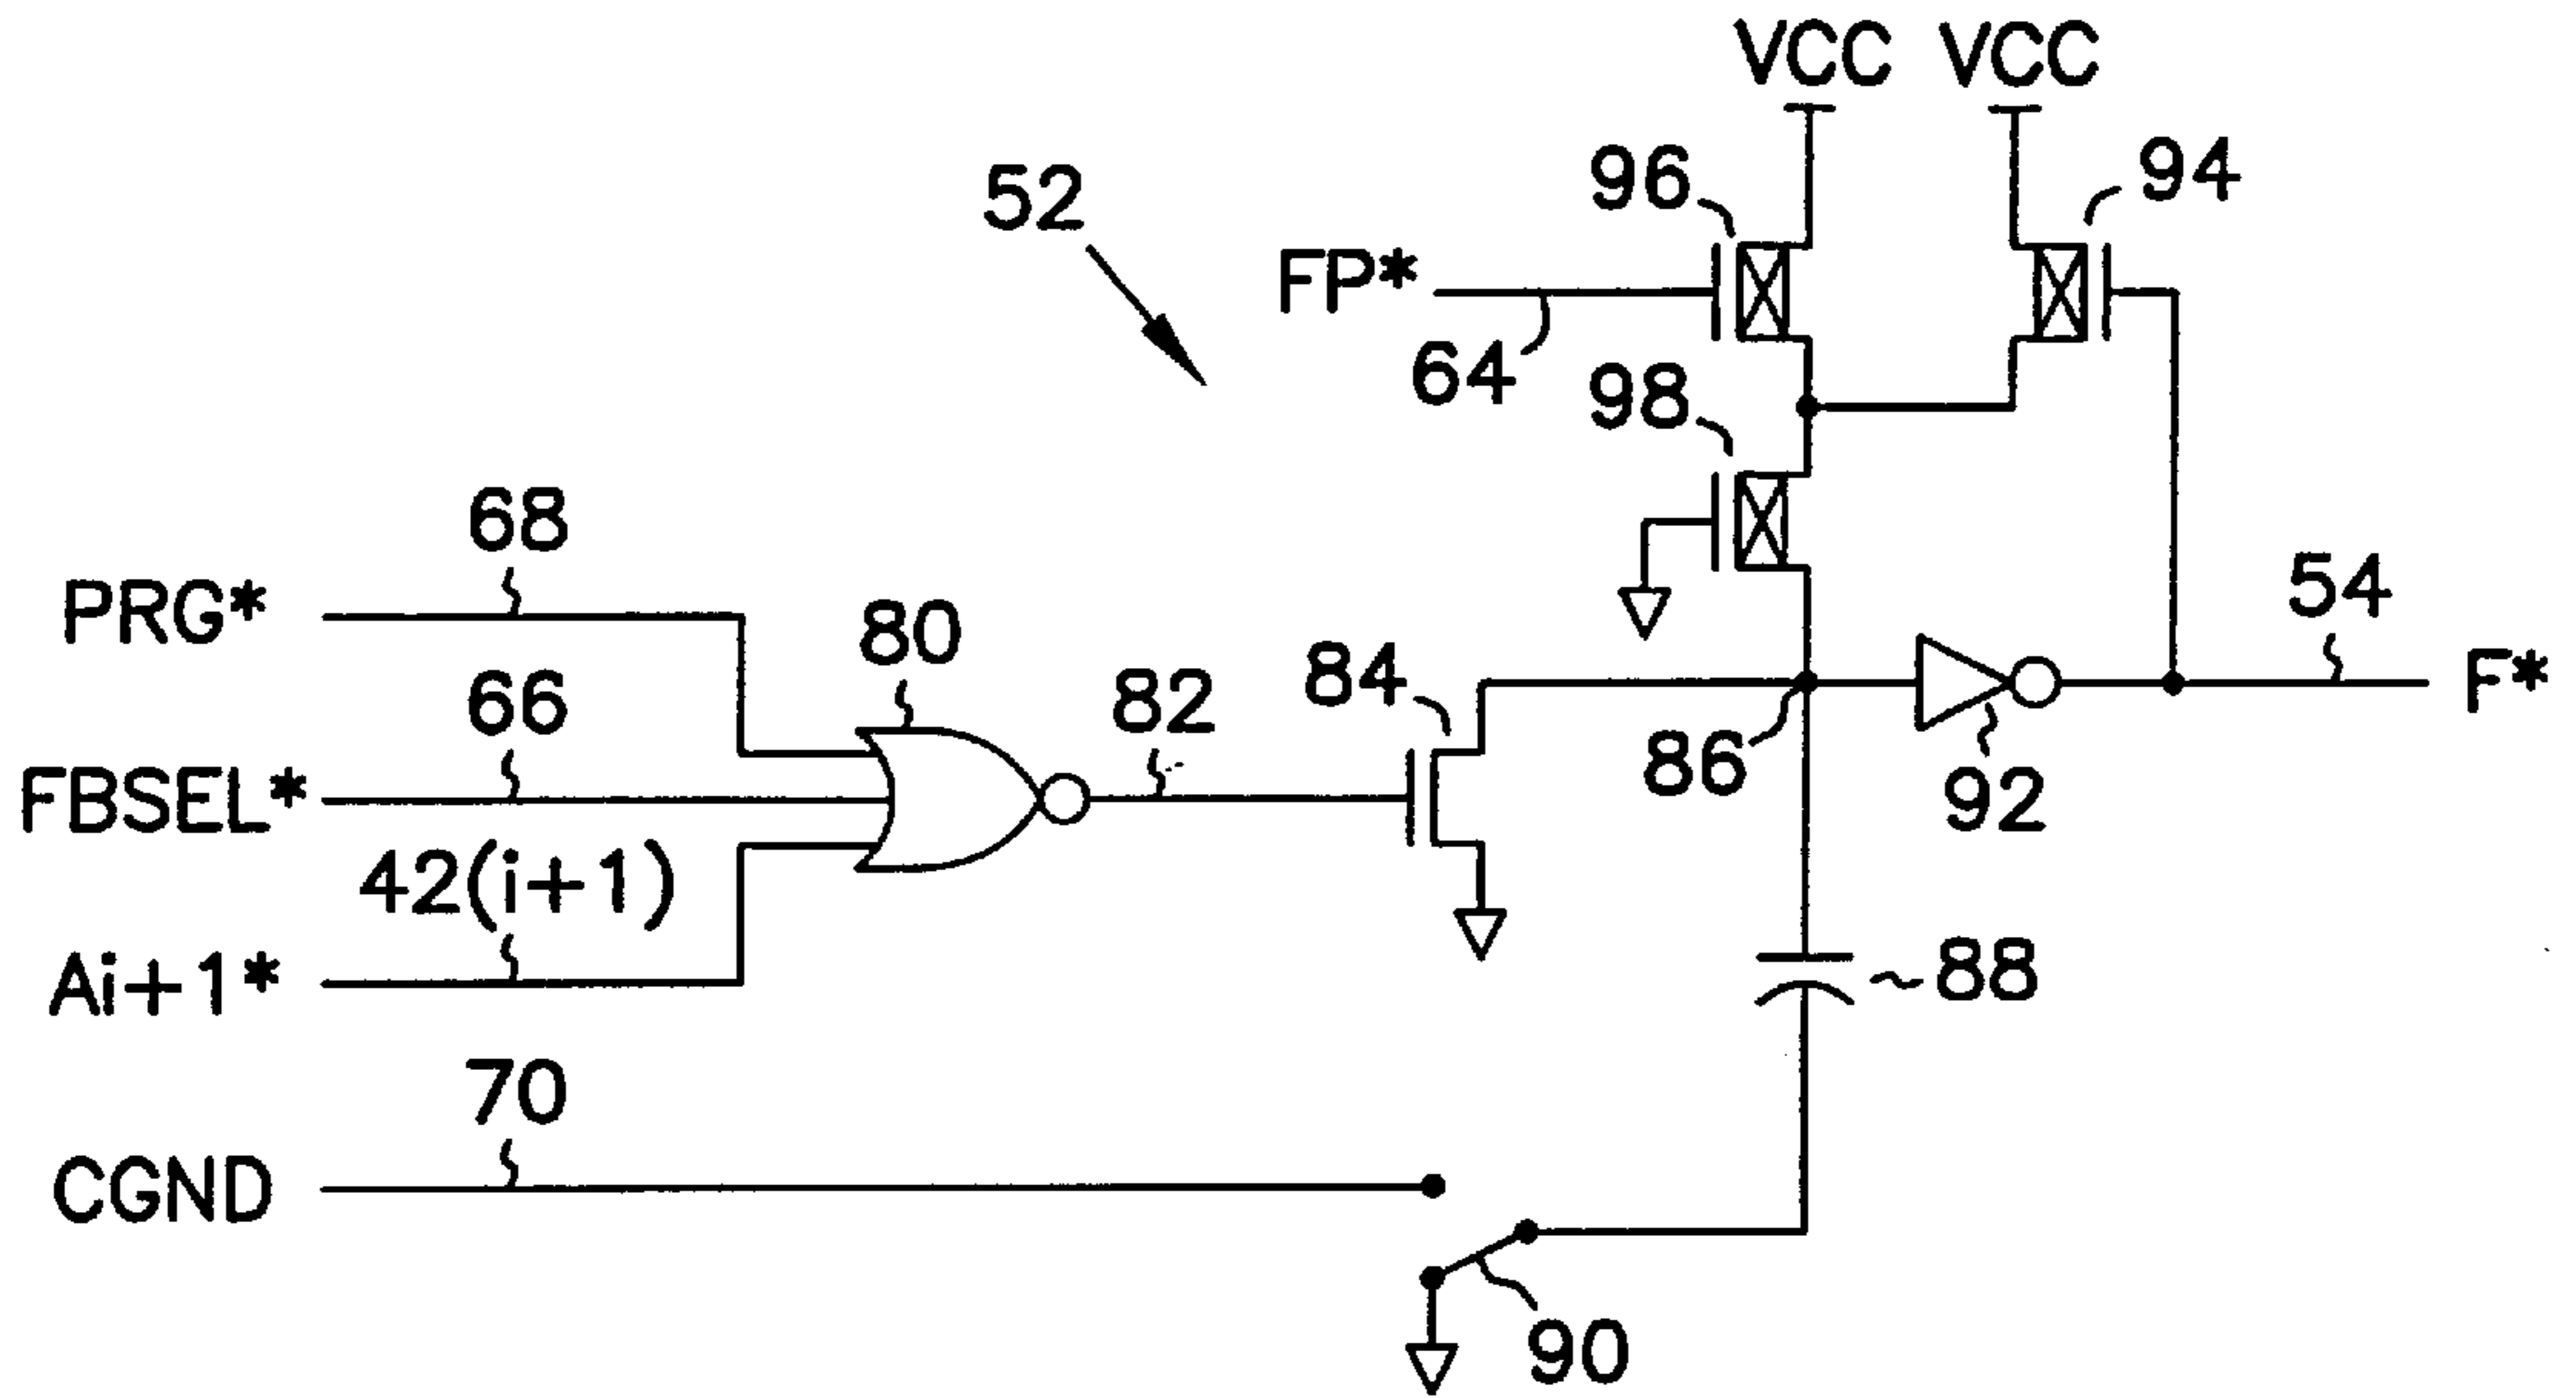 VCC VCC
52
96
94
FP*
64
98
68
PRG*
80
54
F*
66
82
84
86
FBSEL*
92
42(i+1)
Ai+1*
88
70
CGND
90